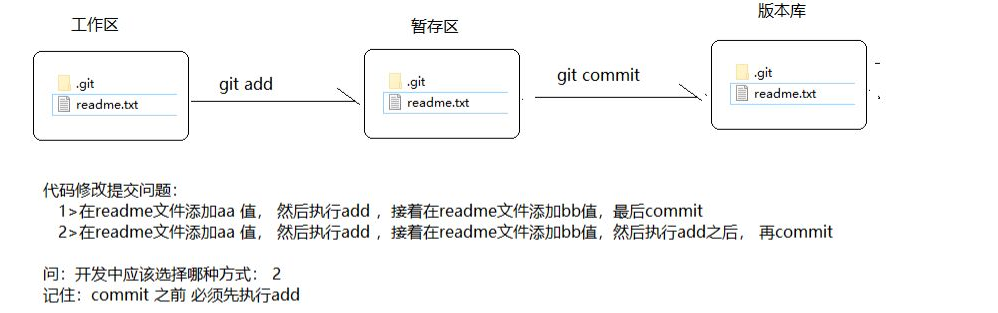 工作区
暂存区
版本库
.git
readme.txt
git add
.git
readme.txt
git commit
.git
readme.txt
代码修改提交问题：
1>在readme文件添加aa 值， 然后执行add ，接着在readme文件添加bb值，最后commit
2>在readme文件添加aa 值， 然后执行add ，接着在readme文件添加bb值，然后执行add之后， 再commit
问：开发中应该选择哪种方式： 2
记住：commit 之前 必须先执行add